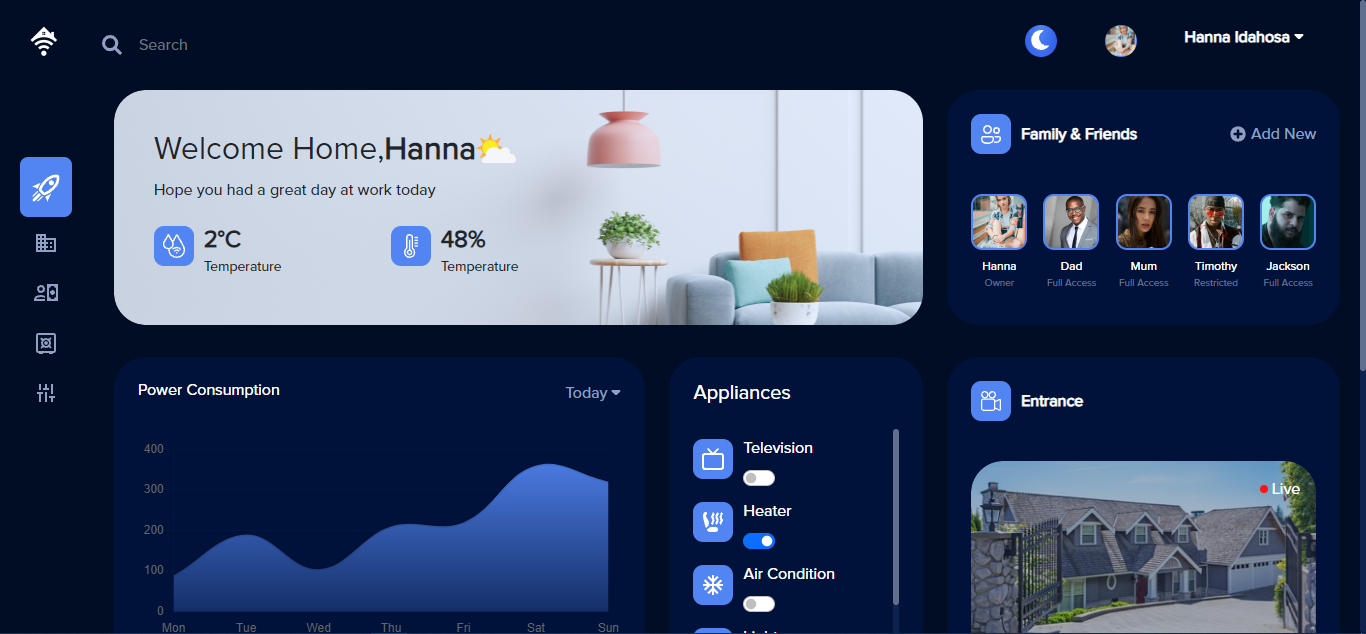 Search
Hanna Idahosa
Welcome Home,Hanna
Hope you had a great day at work today
2°C
Temperature
48%
Temperature
Family & Friends
Add New
Hanna
Owner
Dad
Full Access
Mum
Full Access
Timothy
Restricted
Jackson
Full Access
Power Consumption
Today
400
300
200
100
0
Mon Tue Wed Thu Fri Sat Sun
Appliances
Television
Heater
Air Condition
Entrance
Live